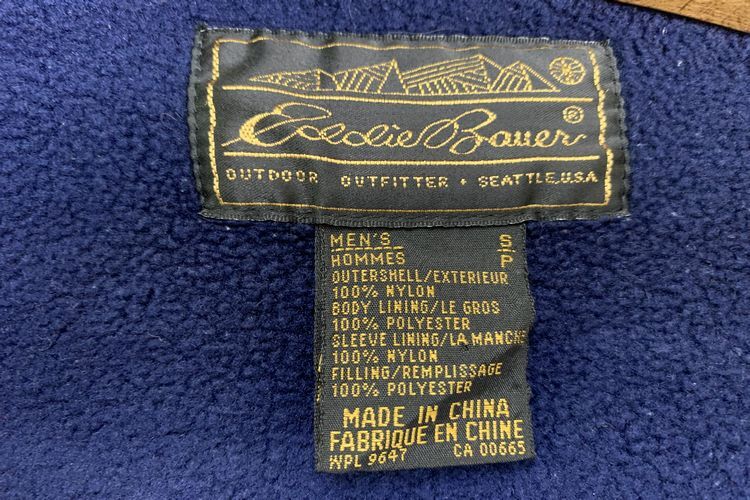 Eddie Bauer®
OUTDOOR OUTFITTER • SEATTLE, U.S.A
MEN'S S
HOMMES P
OUTERSHELL/EXTERIEUR
100% NYLON
BODY LINING/LE GROS
100% POLYESTER
SLEEVE LINING/LA MANCHE
100% NYLON
FILLING/REMPLISSAGE
100% POLYESTER
MADE IN CHINA
FABRIQUE EN CHINE
WPL 9647 CA 00665